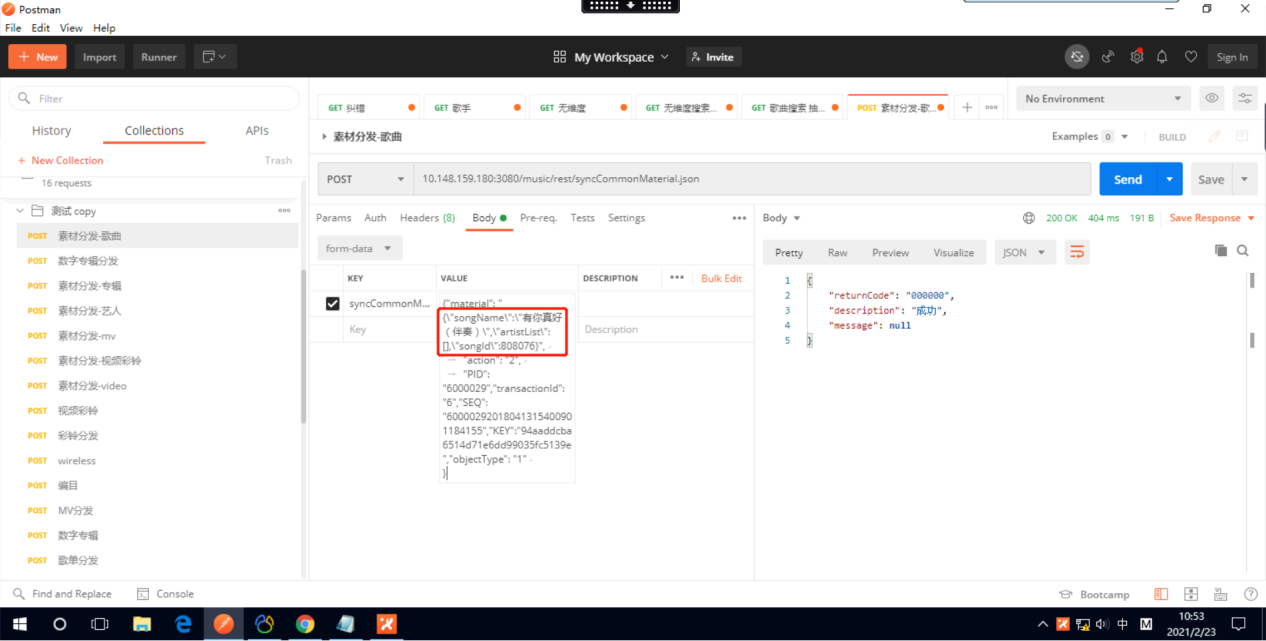 Postman
File Edit View Help
New Import Runner My Workspace Invite Sign In
Filter
History Collections APIs
New Collection Trash
16 requests
测试 copy
POST 素材分发-歌曲
POST 数字专辑分发
POST 素材分发-专辑
POST 素材分发-艺人
POST 素材分发-mv
POST 素材分发-视频彩铃
POST 素材分发-video
POST 视频彩铃
POST 彩铃分发
POST wireless
POST 编目
POST MV分发
POST 数字专辑
POST 歌单分发
GET 纠错 GET 歌手 GET 无维度 GET 无维度搜索... GET 歌曲搜索 抽... POST 素材分发-歌...
No Environment
素材分发-歌曲
Examples 0 BUILD
POST 10.148.159.180:3080/music/rest/syncCommonMaterial.json Send Save
Params Auth Headers (8) Body Pre-req. Tests Settings
form-data
KEY VALUE DESCRIPTION Bulk Edit
syncCommonM...
{"material": "
{\"songName\":\"有你真好
（伴奏）\",\"artistList\":
[],\"songId\":808076}",
"action": "2",
"PID":
"6000029","transactionId":
"6","SEQ":
"6000029201804131540090
1184155","KEY":"94aaddcba
6514d71e6dd99035fc5139e
","objectType": "1"
}
Key Description
Body 200 OK 404 ms 191 B Save Response
Pretty Raw Preview Visualize JSON
1 {
2 "returnCode": "000000",
3 "description": "成功",
4 "message": null
5 }
Find and Replace Console Bootcamp
中 M
10:53
2021/2/23